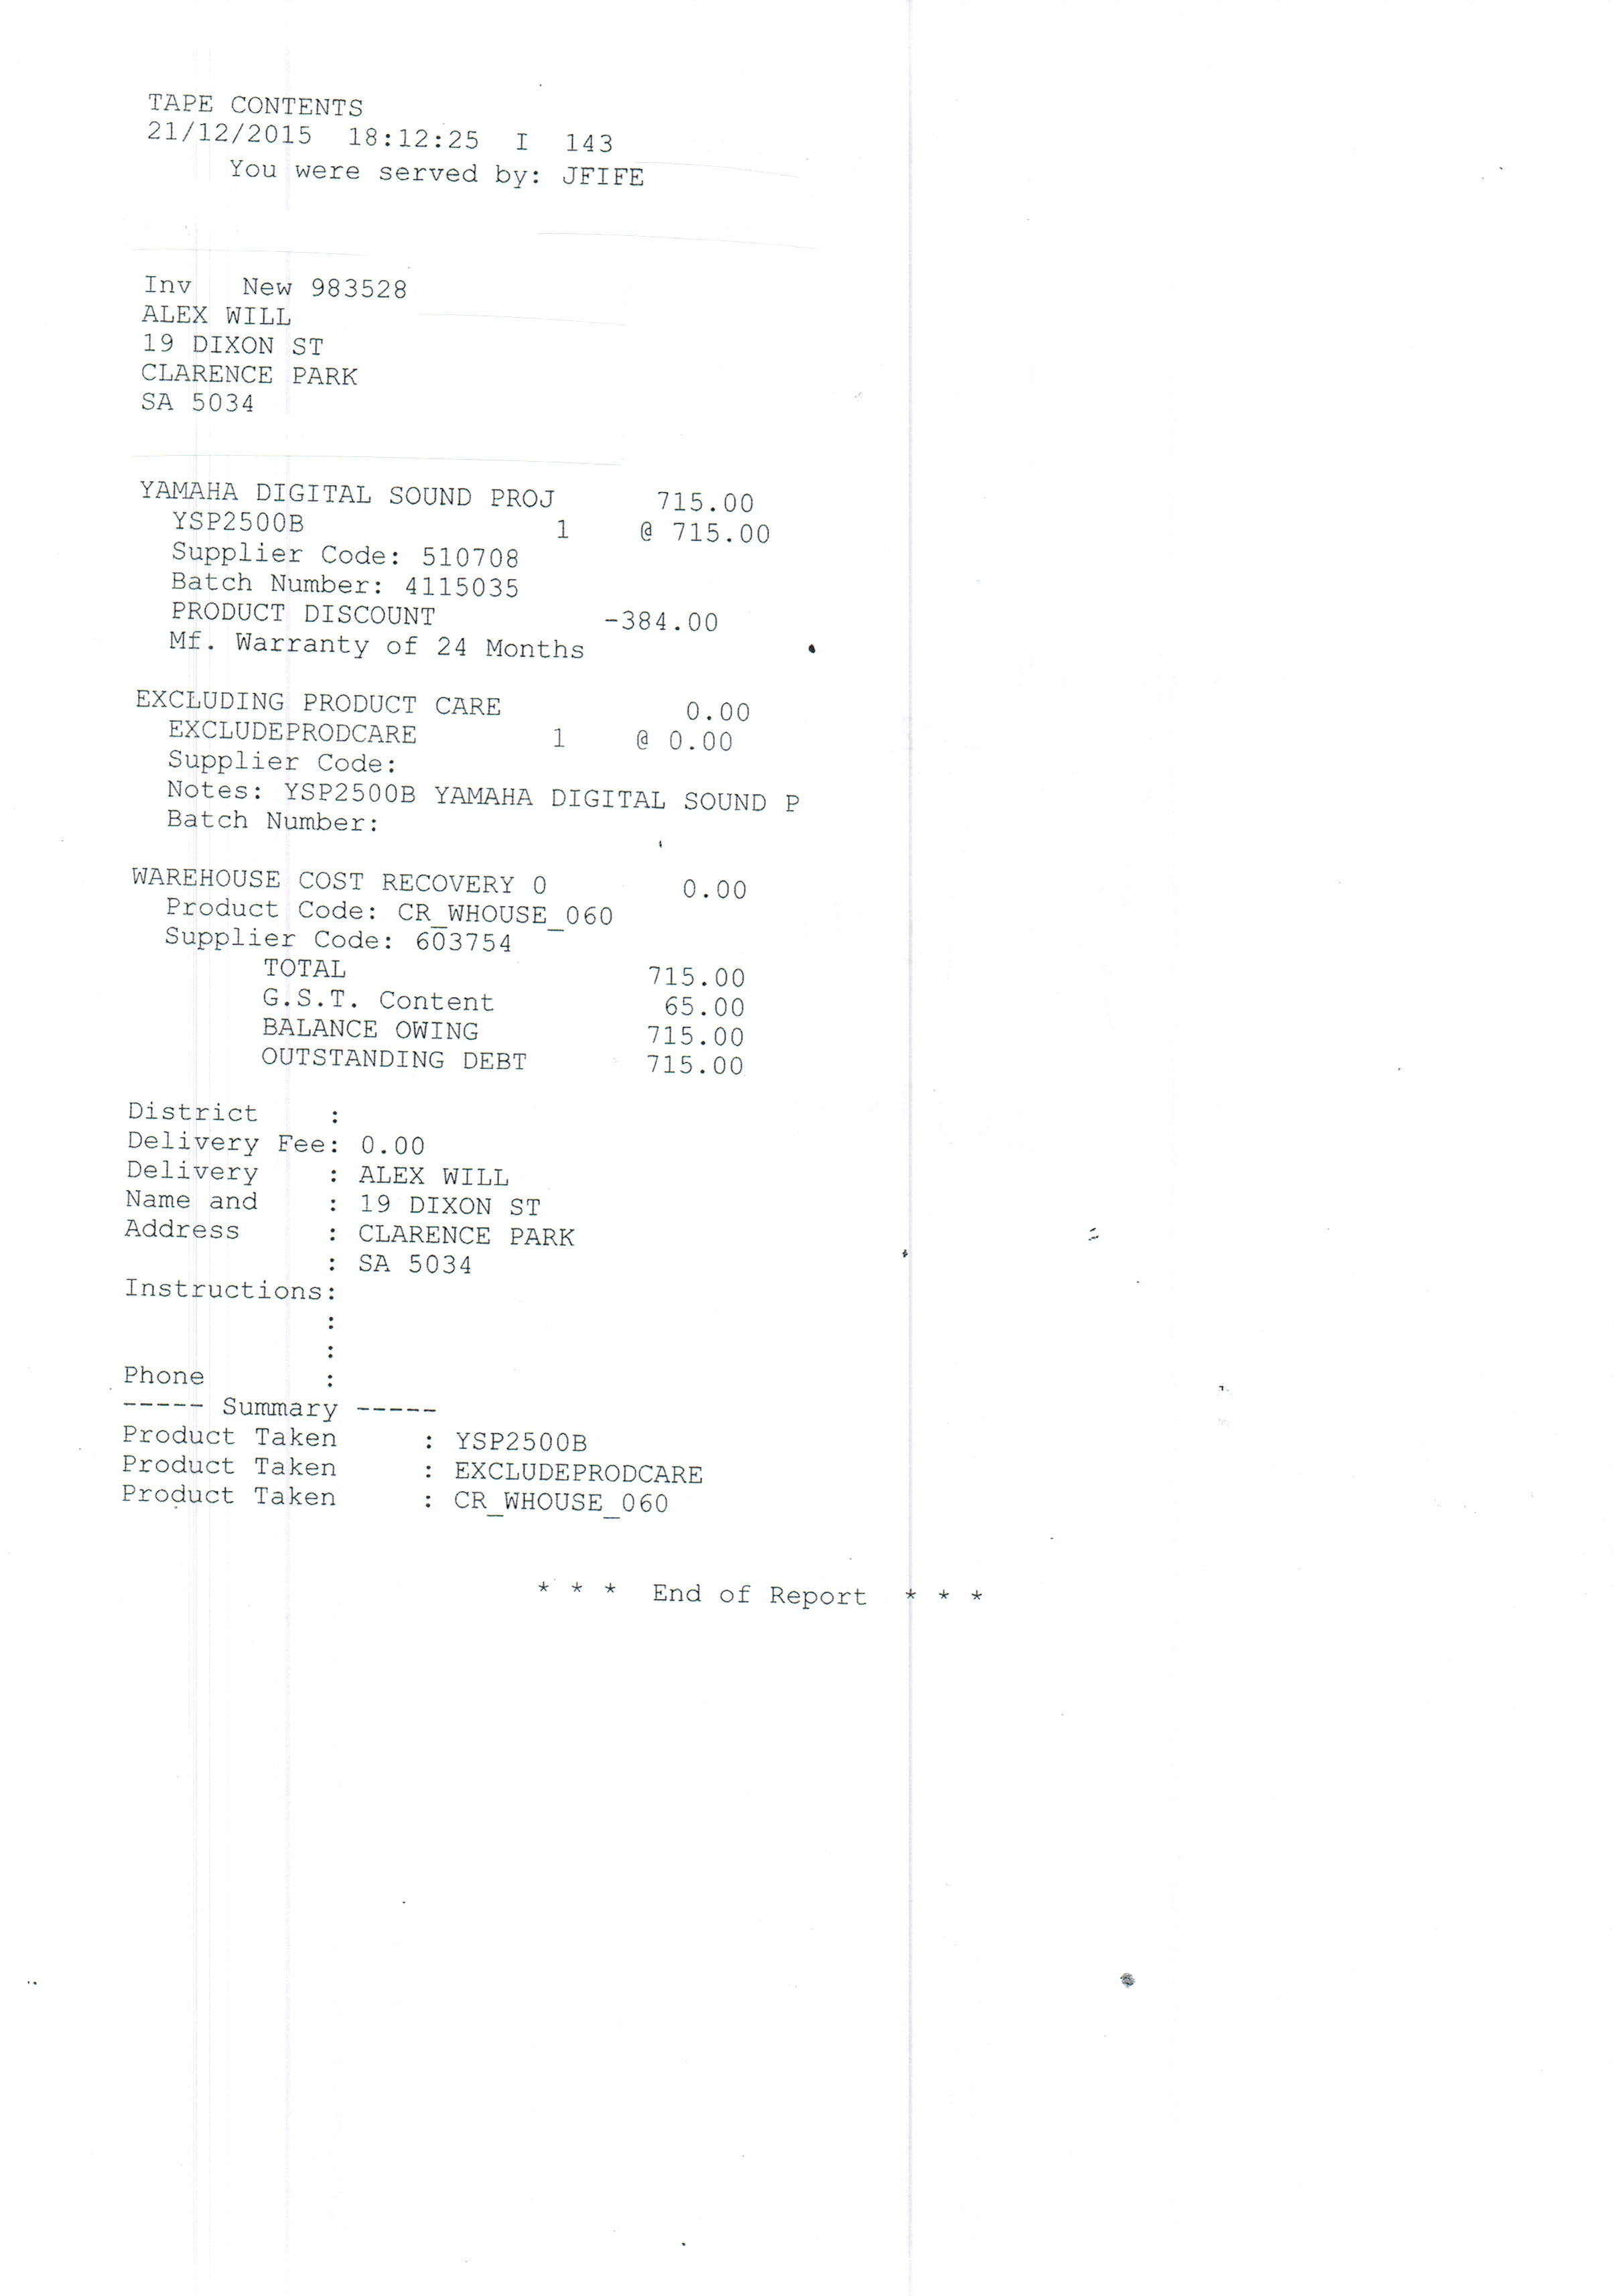 TAPE CONTENTS
21/12/2015 18:12:25 I 143
You were served by: JFIFE
Inv New 983528
ALEX WILL
19 DIXON ST
CLARENCE PARK
SA 5034
YAMAHA DIGITAL SOUND PROJ 715.00
YSP2500B 1 @ 715.00
Supplier Code: 510708
Batch Number: 4115035
PRODUCT DISCOUNT -384.00
Mf. Warranty of 24 Months
EXCLUDING PRODUCT CARE 0.00
EXCLUDEPRODCARE 1 @ 0.00
Supplier Code:
Notes: YSP2500B YAMAHA DIGITAL SOUND P
Batch Number:
WAREHOUSE COST RECOVERY 0 0.00
Product Code: CR_WHOUSE_060
Supplier Code: 603754
TOTAL 715.00
G.S.T. Content 65.00
BALANCE OWING 715.00
OUTSTANDING DEBT 715.00
District :
Delivery Fee: 0.00
Delivery : ALEX WILL
Name and : 19 DIXON ST
Address : CLARENCE PARK
: SA 5034
Instructions:
:
:
Phone :
----- Summary -----
Product Taken : YSP2500B
Product Taken : EXCLUDEPRODCARE
Product Taken : CR_WHOUSE_060
* * * End of Report * * *